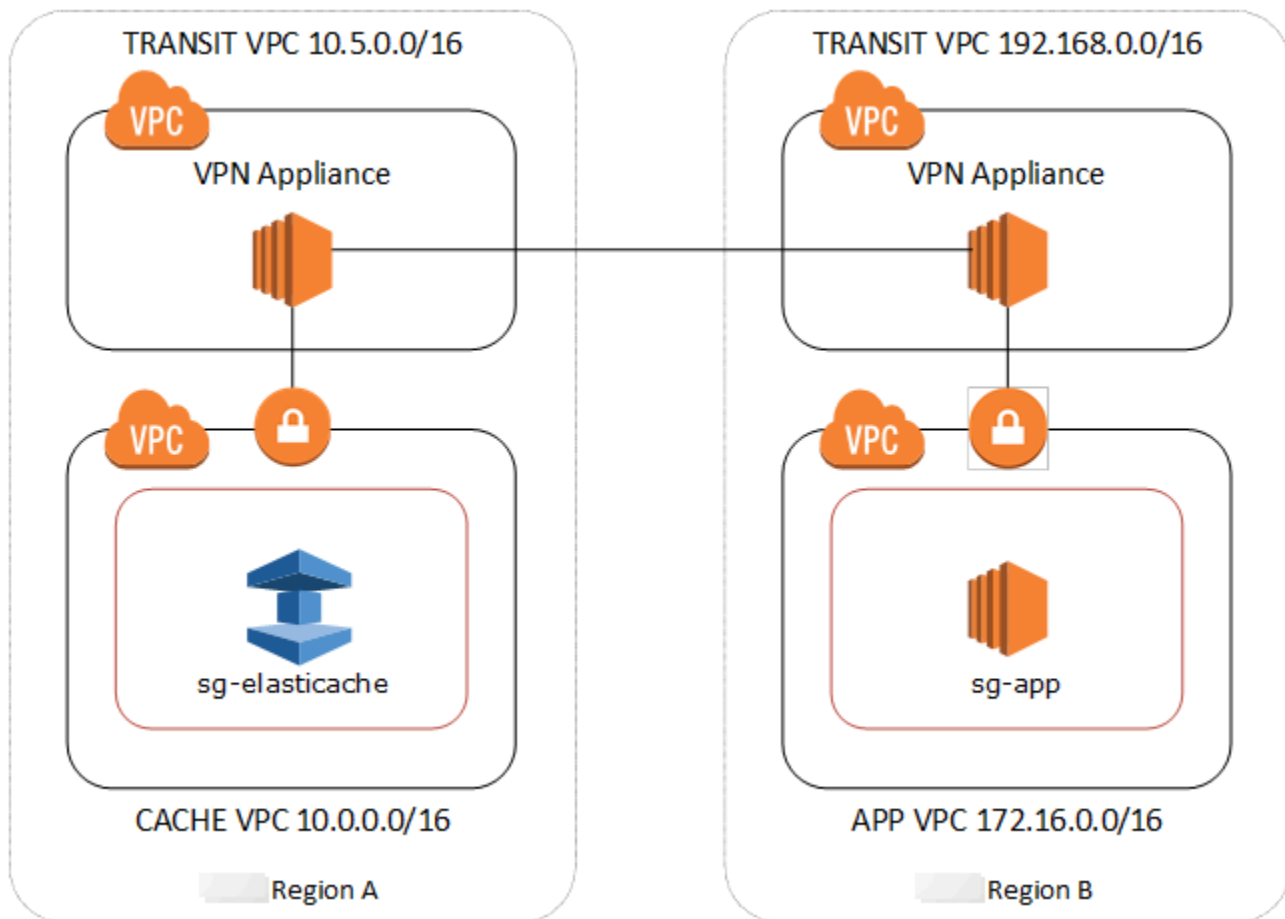 TRANSIT VPC 10.5.0.0/16
VPC
VPN Appliance
VPC
sg-elasticache
CACHE VPC 10.0.0.0/16
Region A
TRANSIT VPC 192.168.0.0/16
VPC
VPN Appliance
VPC
sg-app
APP VPC 172.16.0.0/16
Region B